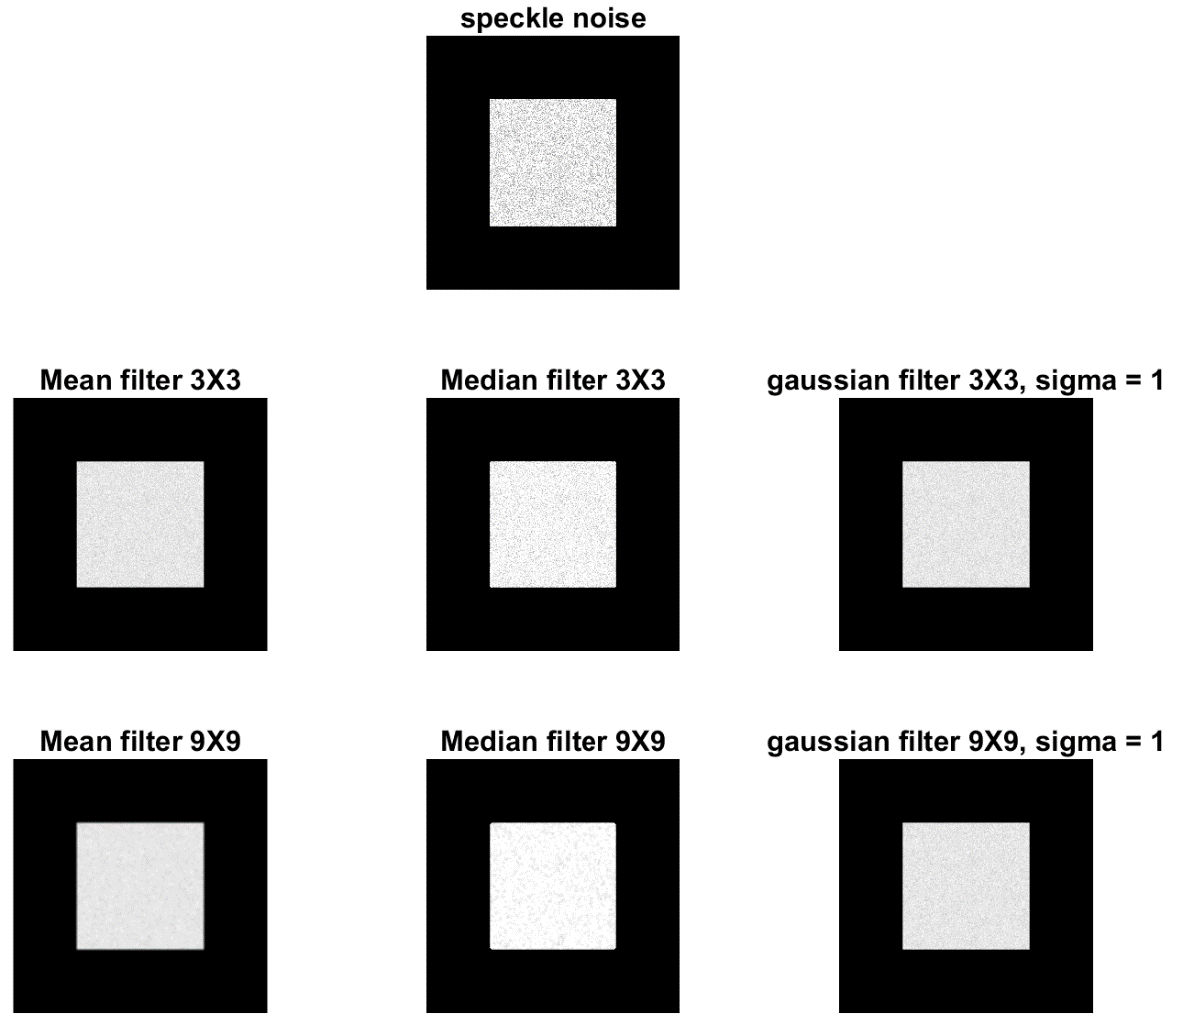 speckle noise
Mean filter 3X3
Median filter 3X3
gaussian filter 3X3, sigma = 1
Mean filter 9X9
Median filter 9X9
gaussian filter 9X9, sigma = 1